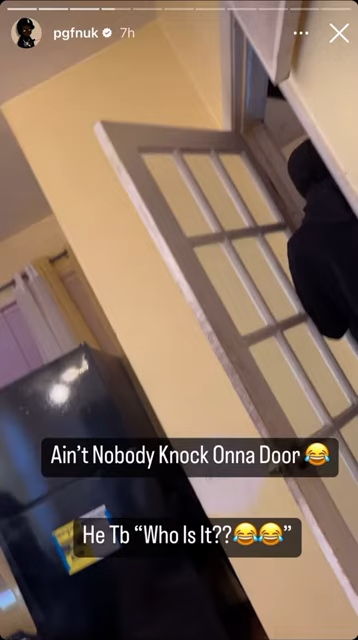 pgfnuk 7h
Ain't Nobody Knock Onna Door 😂
He Tb “Who Is It??😂😂”